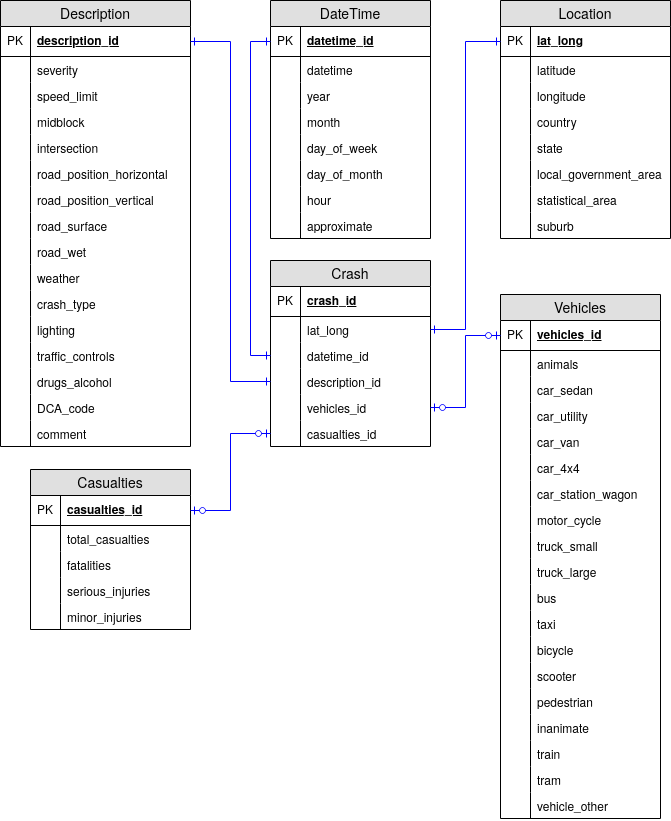 Description
PK description_id
severity
speed_limit
midblock
intersection
road_position_horizontal
road_position_vertical
road_surface
road_wet
weather
crash_type
lighting
traffic_controls
drugs_alcohol
DCA_code
comment
DateTime
PK datetime_id
datetime
year
month
day_of_week
day_of_month
hour
approximate
Location
PK lat_long
latitude
longitude
country
state
local_government_area
statistical_area
suburb
Crash
PK crash_id
lat_long
datetime_id
description_id
vehicles_id
casualties_id
Vehicles
PK vehicles_id
animals
car_sedan
car_utility
car_van
car_4x4
car_station_wagon
motor_cycle
truck_small
truck_large
bus
taxi
bicycle
scooter
pedestrian
inanimate
train
tram
vehicle_other
Casualties
PK casualties_id
total_casualties
fatalities
serious_injuries
minor_injuries